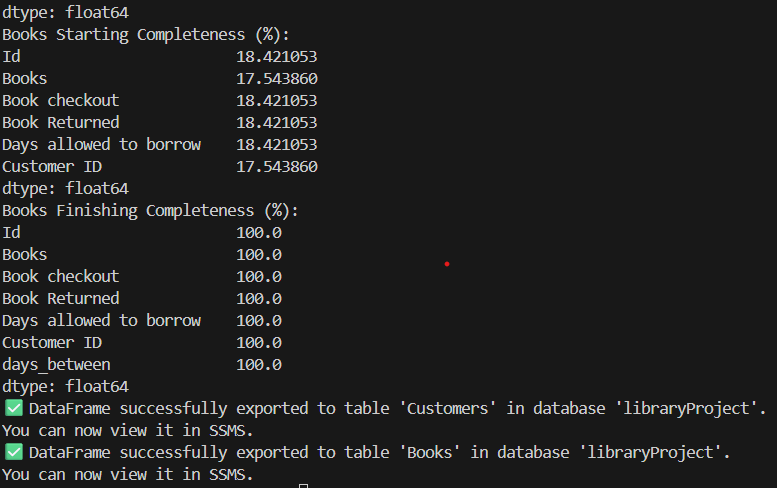 dtype: float64
Books Starting Completeness (%):
Id                       18.421053
Books                    17.543860
Book checkout            18.421053
Book Returned            18.421053
Days allowed to borrow   18.421053
Customer ID              17.543860
dtype: float64
Books Finishing Completeness (%):
Id                       100.0
Books                    100.0
Book checkout            100.0
Book Returned            100.0
Days allowed to borrow   100.0
Customer ID              100.0
days_between             100.0
dtype: float64
✅ DataFrame successfully exported to table 'Customers' in database 'libraryProject'.
You can now view it in SSMS.
✅ DataFrame successfully exported to table 'Books' in database 'libraryProject'.
You can now view it in SSMS.